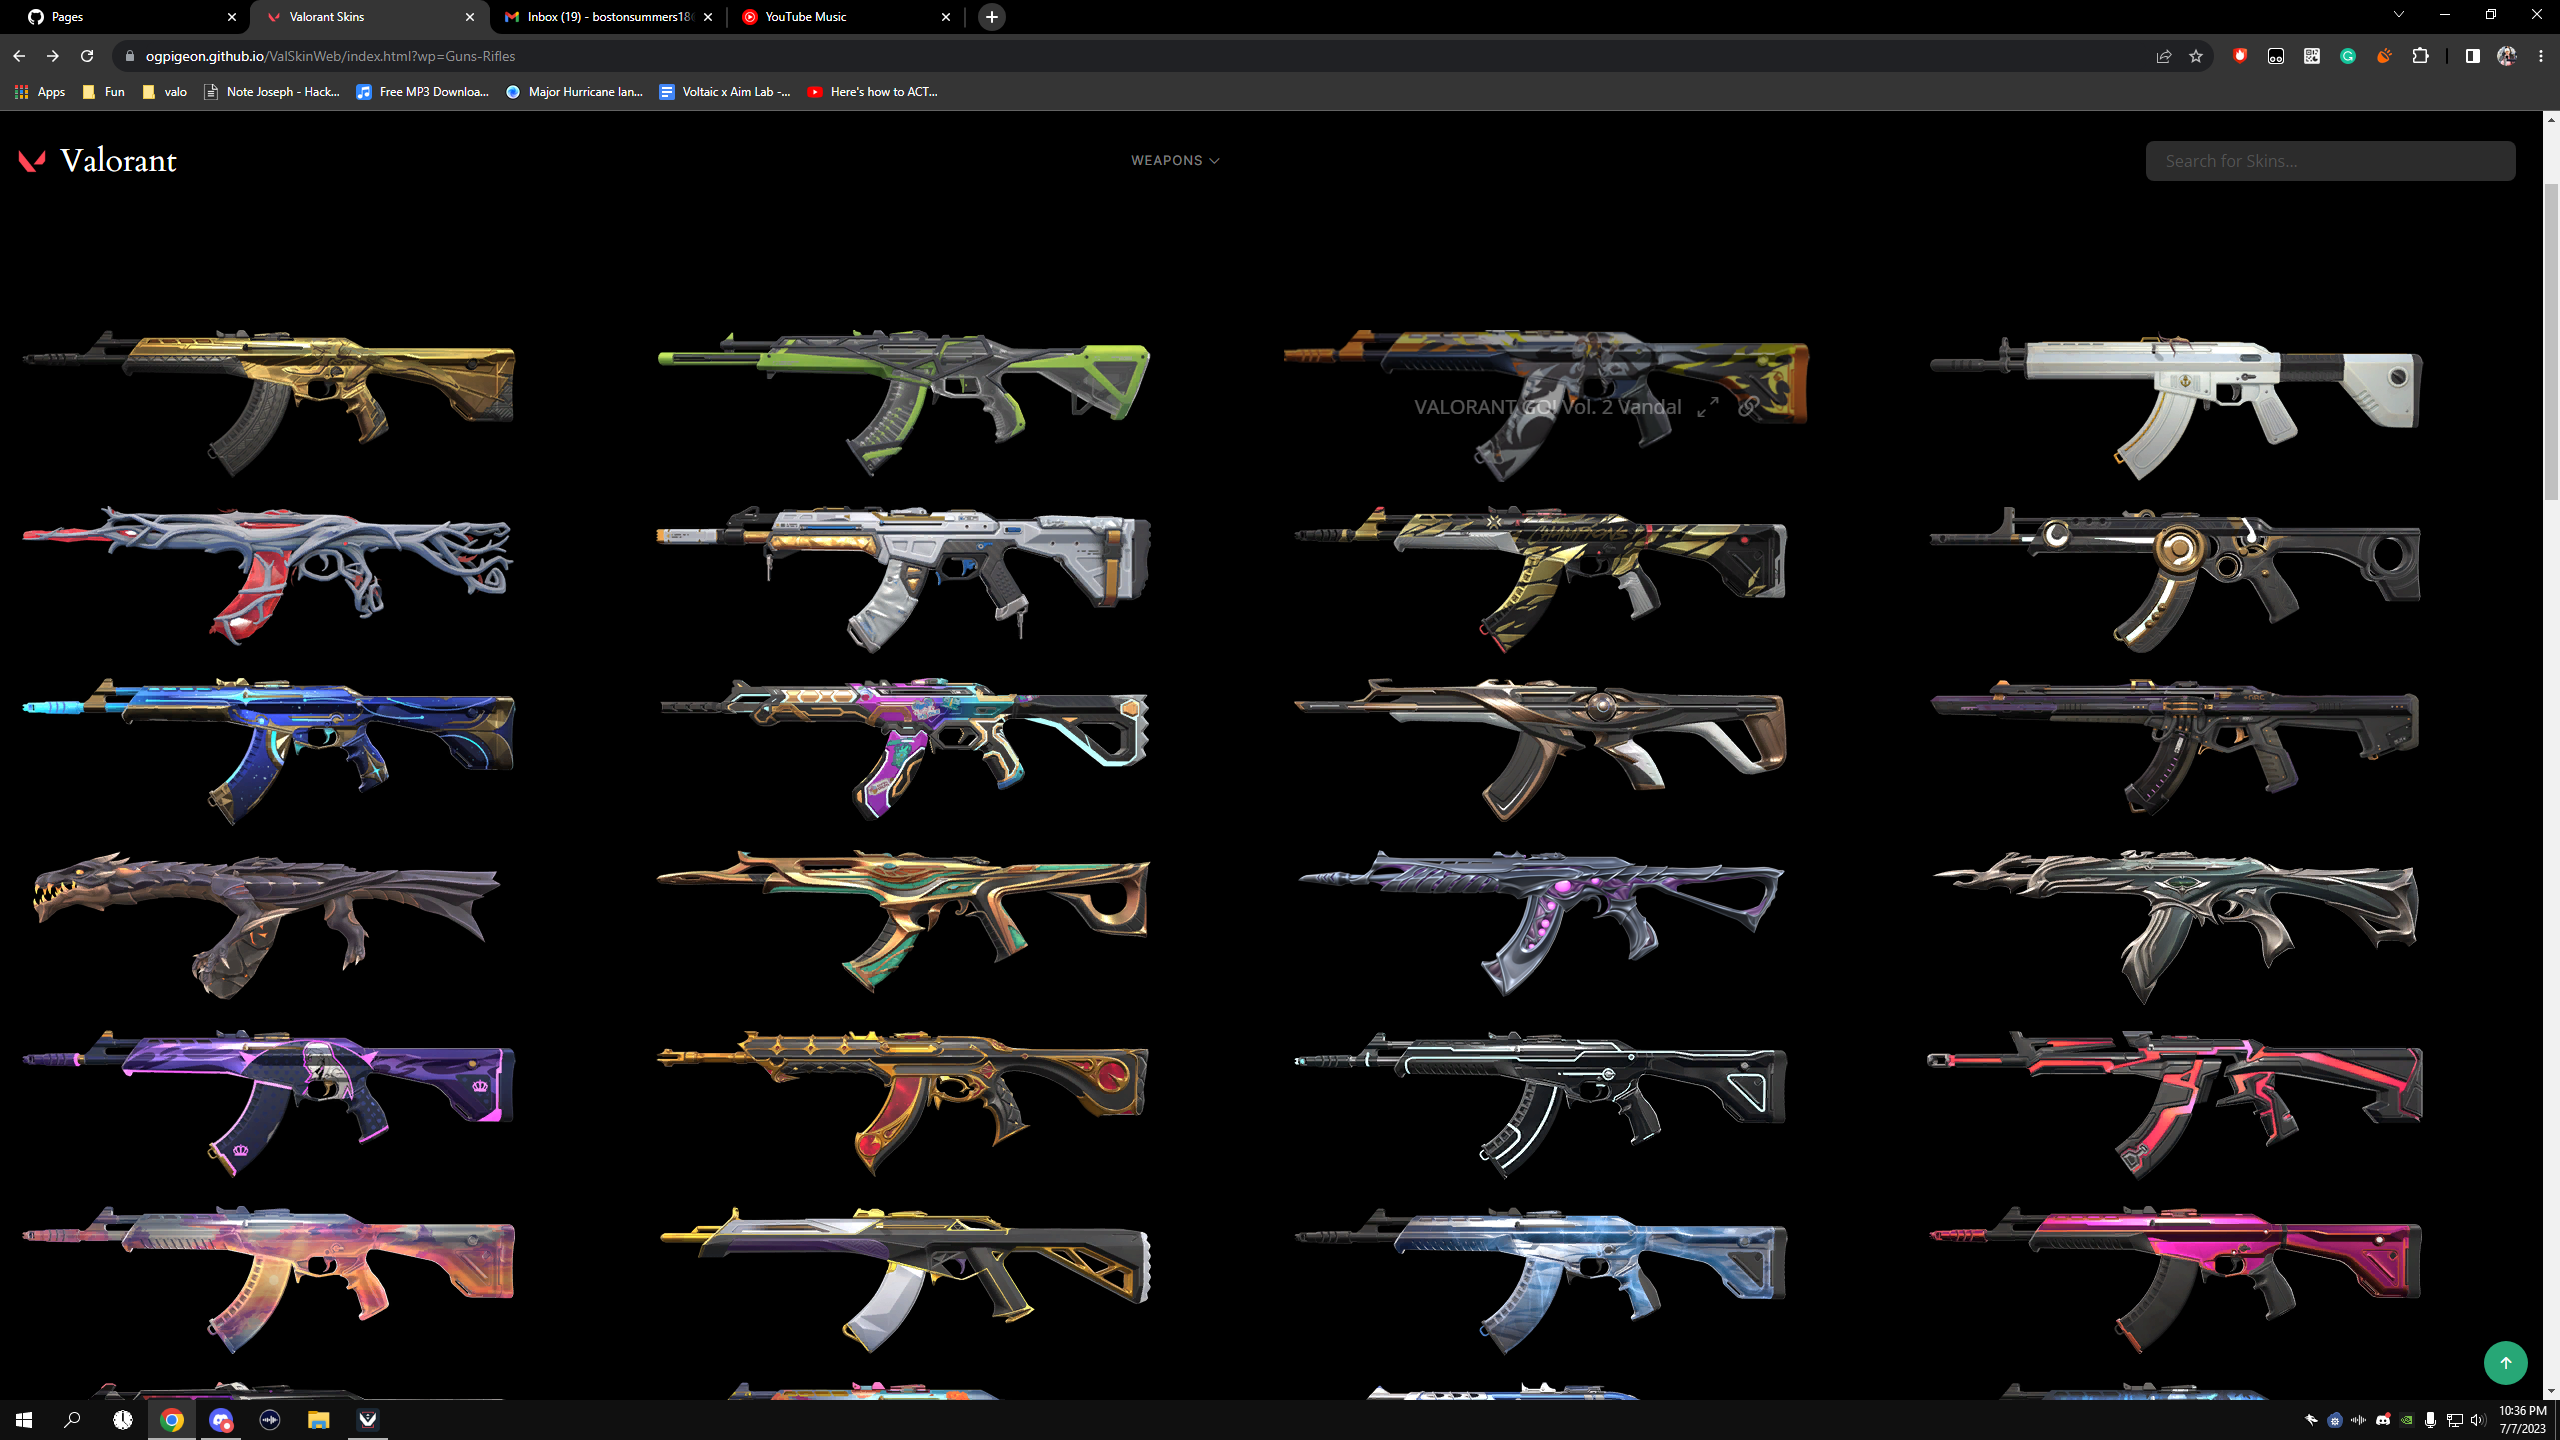 Pages
Valorant Skins
Inbox (19) - bostonsummers18
YouTube Music
ogpigeon.github.io/ValSkinWeb/index.html?wp=Guns-Rifles
Apps
Fun
valo
Note Joseph - Hack...
Free MP3 Downloa...
Major Hurricane lan...
Voltaic x Aim Lab -...
Here's how to ACT...
Valorant
WEAPONS
Search for Skins...
VALORANT GO! Vol. 2 Vandal
CHAMPIONS
10:36 PM
7/7/2023